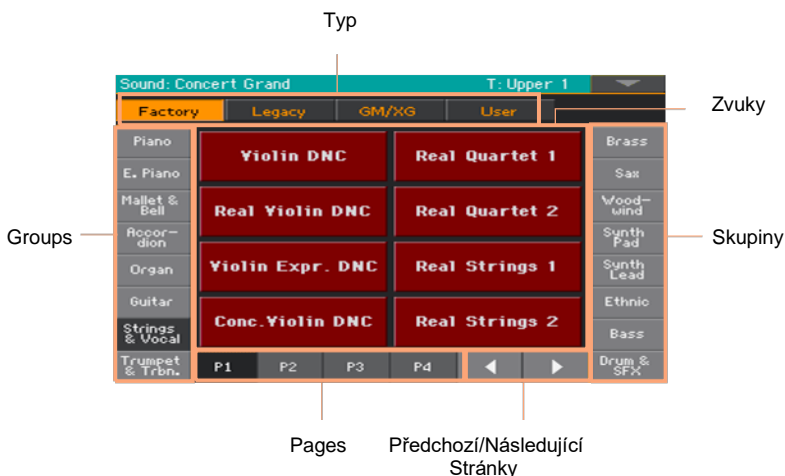 Typ
Sound: Concert Grand T: Upper 1
Factory Legacy GM/XG User
Zvuky
Piano
E. Piano
Mallet &
Bell
Accor-
dion
Organ
Guitar
Strings
& Vocal
Trumpet
& Trbn.
Groups
Violin DNC Real Quartet 1
Real Violin DNC Real Quartet 2
Violin Expr. DNC Real Strings 1
Conc.Violin DNC Real Strings 2
Brass
Sax
Wood-
wind
Synth
Pad
Synth
Lead
Ethnic
Bass
Drum &
SFX
Skupiny
P1 P2 P3 P4
Pages
Předchozí/Následující
Stránky